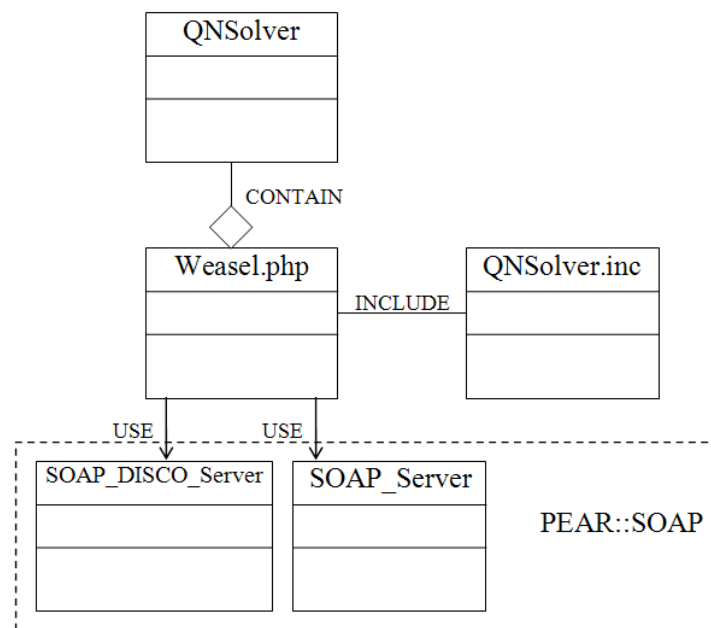 QNSolver
CONTAIN
Weasel.php
QNSolver.inc
INCLUDE
USE
USE
SOAP_DISCO_Server
SOAP_Server
PEAR::SOAP